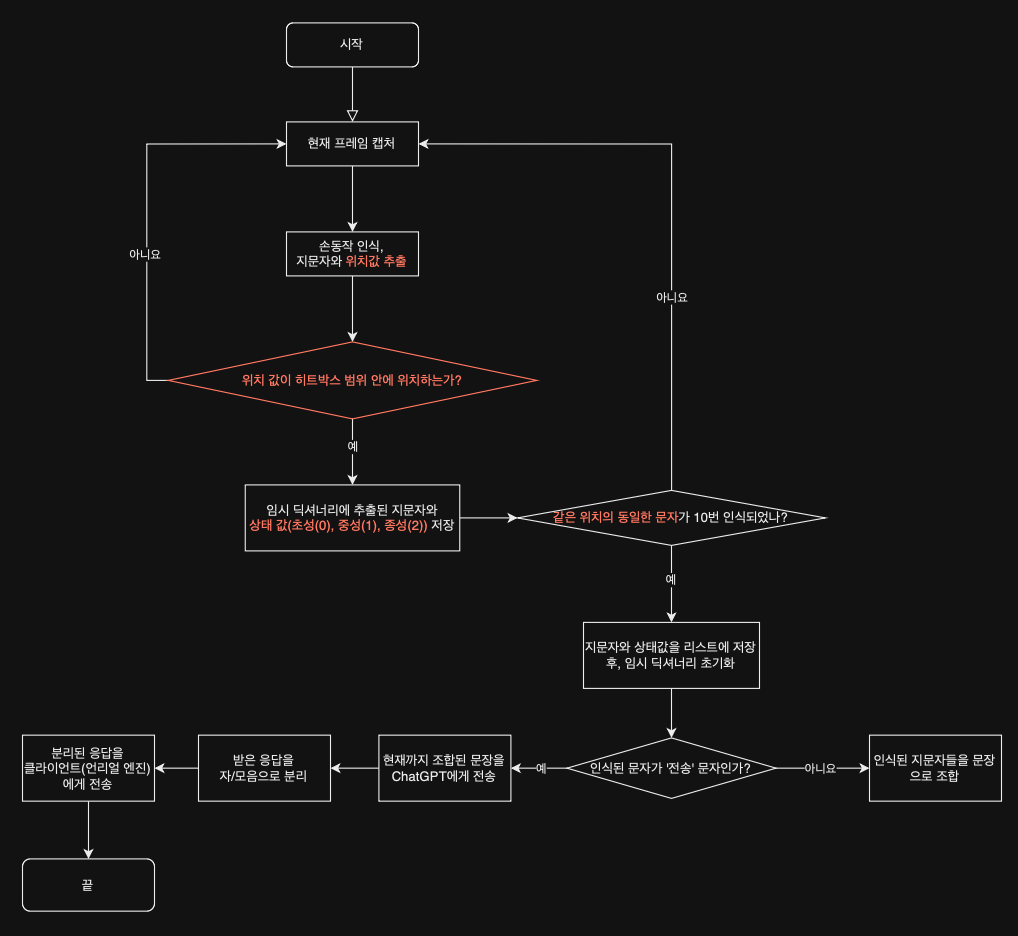 시작
현재 프레임 캡처
손동작 인식,
지문자와 위치값 추출
아니요
위치 값이 히트박스 범위 안에 위치하는가?
예
임시 딕셔너리에 추출된 지문자와
상태 값(초성(0), 중성(1), 종성(2)) 저장
같은 위치의 동일한 문자가 10번 인식되었나?
아니요
예
지문자와 상태값을 리스트에 저장
후, 임시 딕셔너리 초기화
인식된 문자가 '전송' 문자인가?
아니요
인식된 지문자들을 문장
으로 조합
예
현재까지 조합된 문장을
ChatGPT에게 전송
받은 응답을
자/모음으로 분리
분리된 응답을
클라이언트(언리얼 엔진)
에게 전송
끝